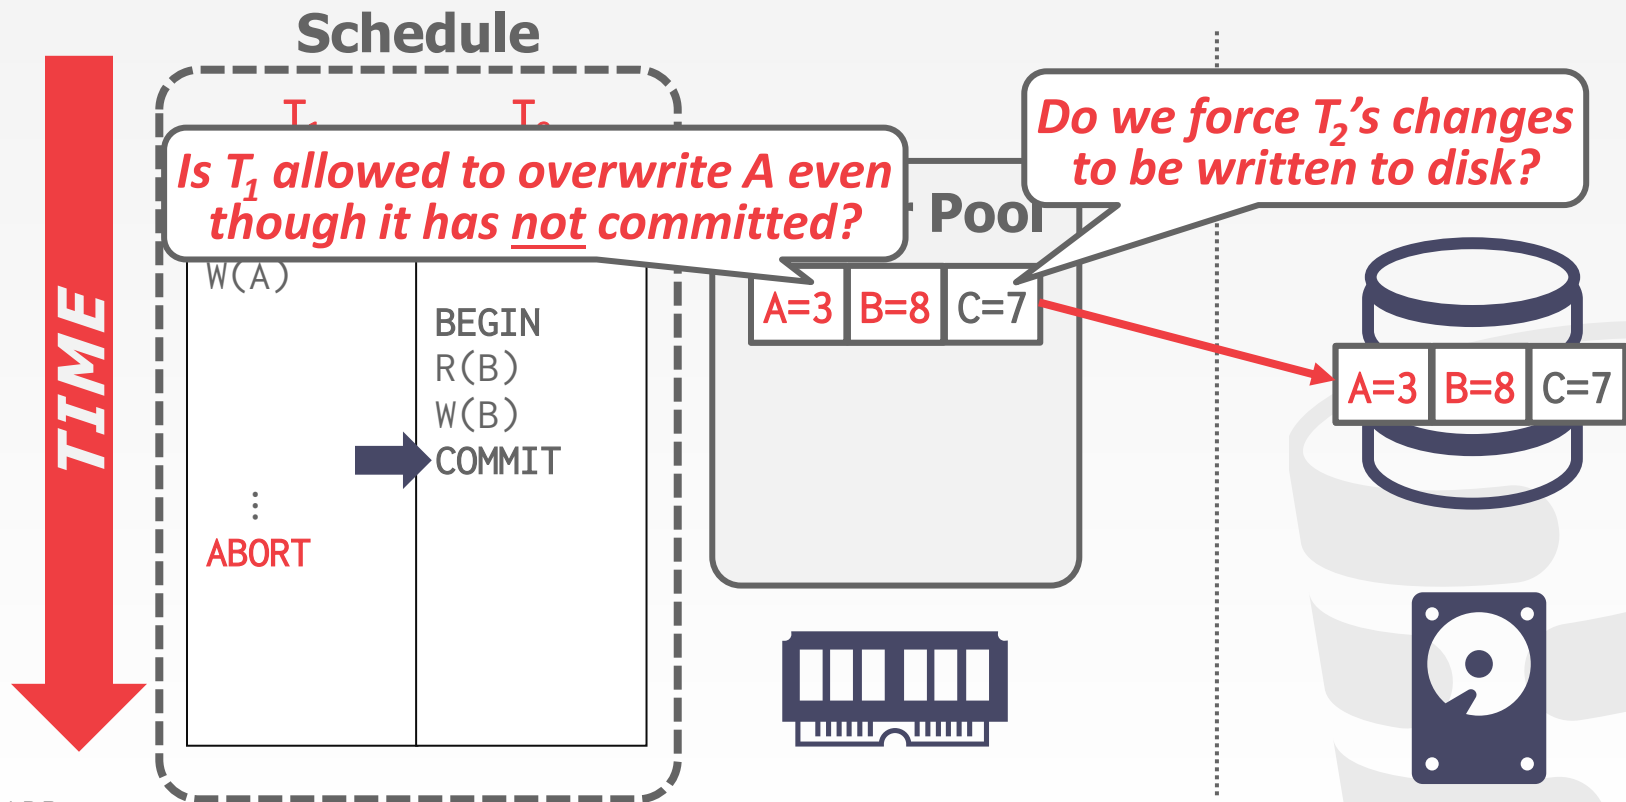 Schedule
T1
Is T1 allowed to overwrite A even
though it has not committed?
Do we force T2's changes
to be written to disk?
Pool
TIME
W(A)
BEGIN
R(B)
W(B)
COMMIT
⋮
ABORT
A=3 B=8 C=7
A=3 B=8 C=7